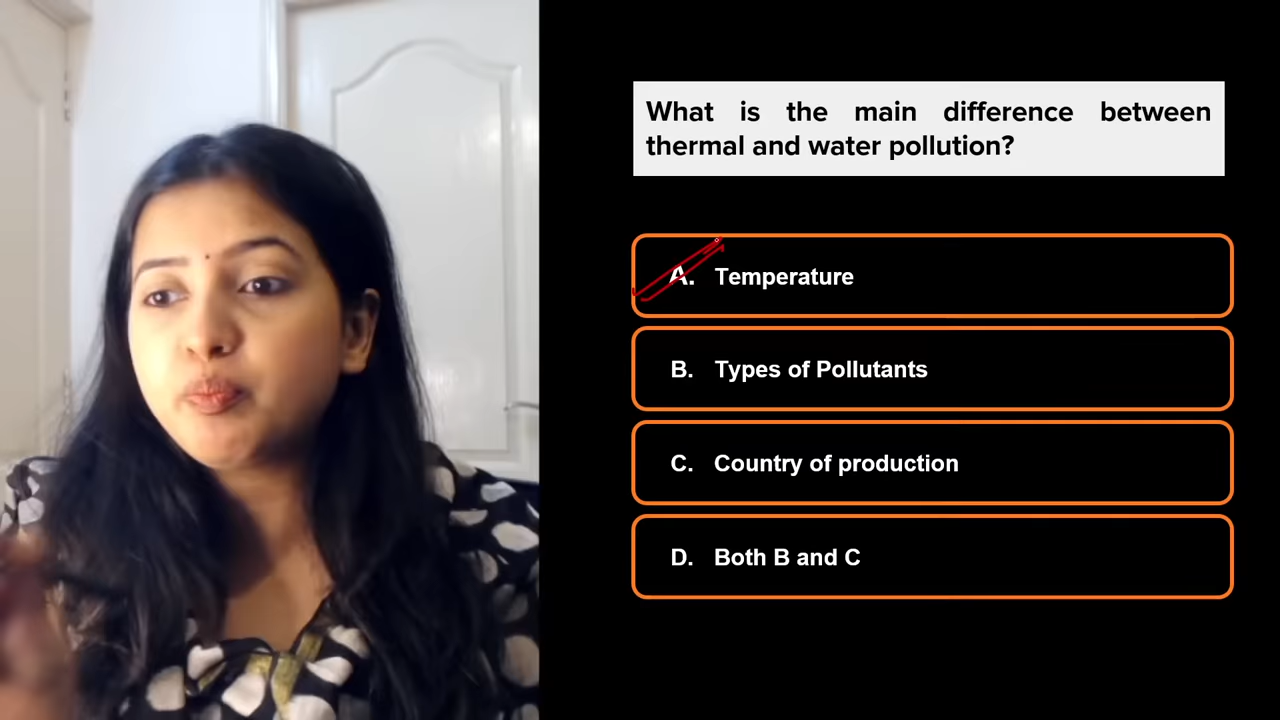 What is the main difference between
thermal and water pollution?
A. Temperature
B. Types of Pollutants
C. Country of production
D. Both B and C